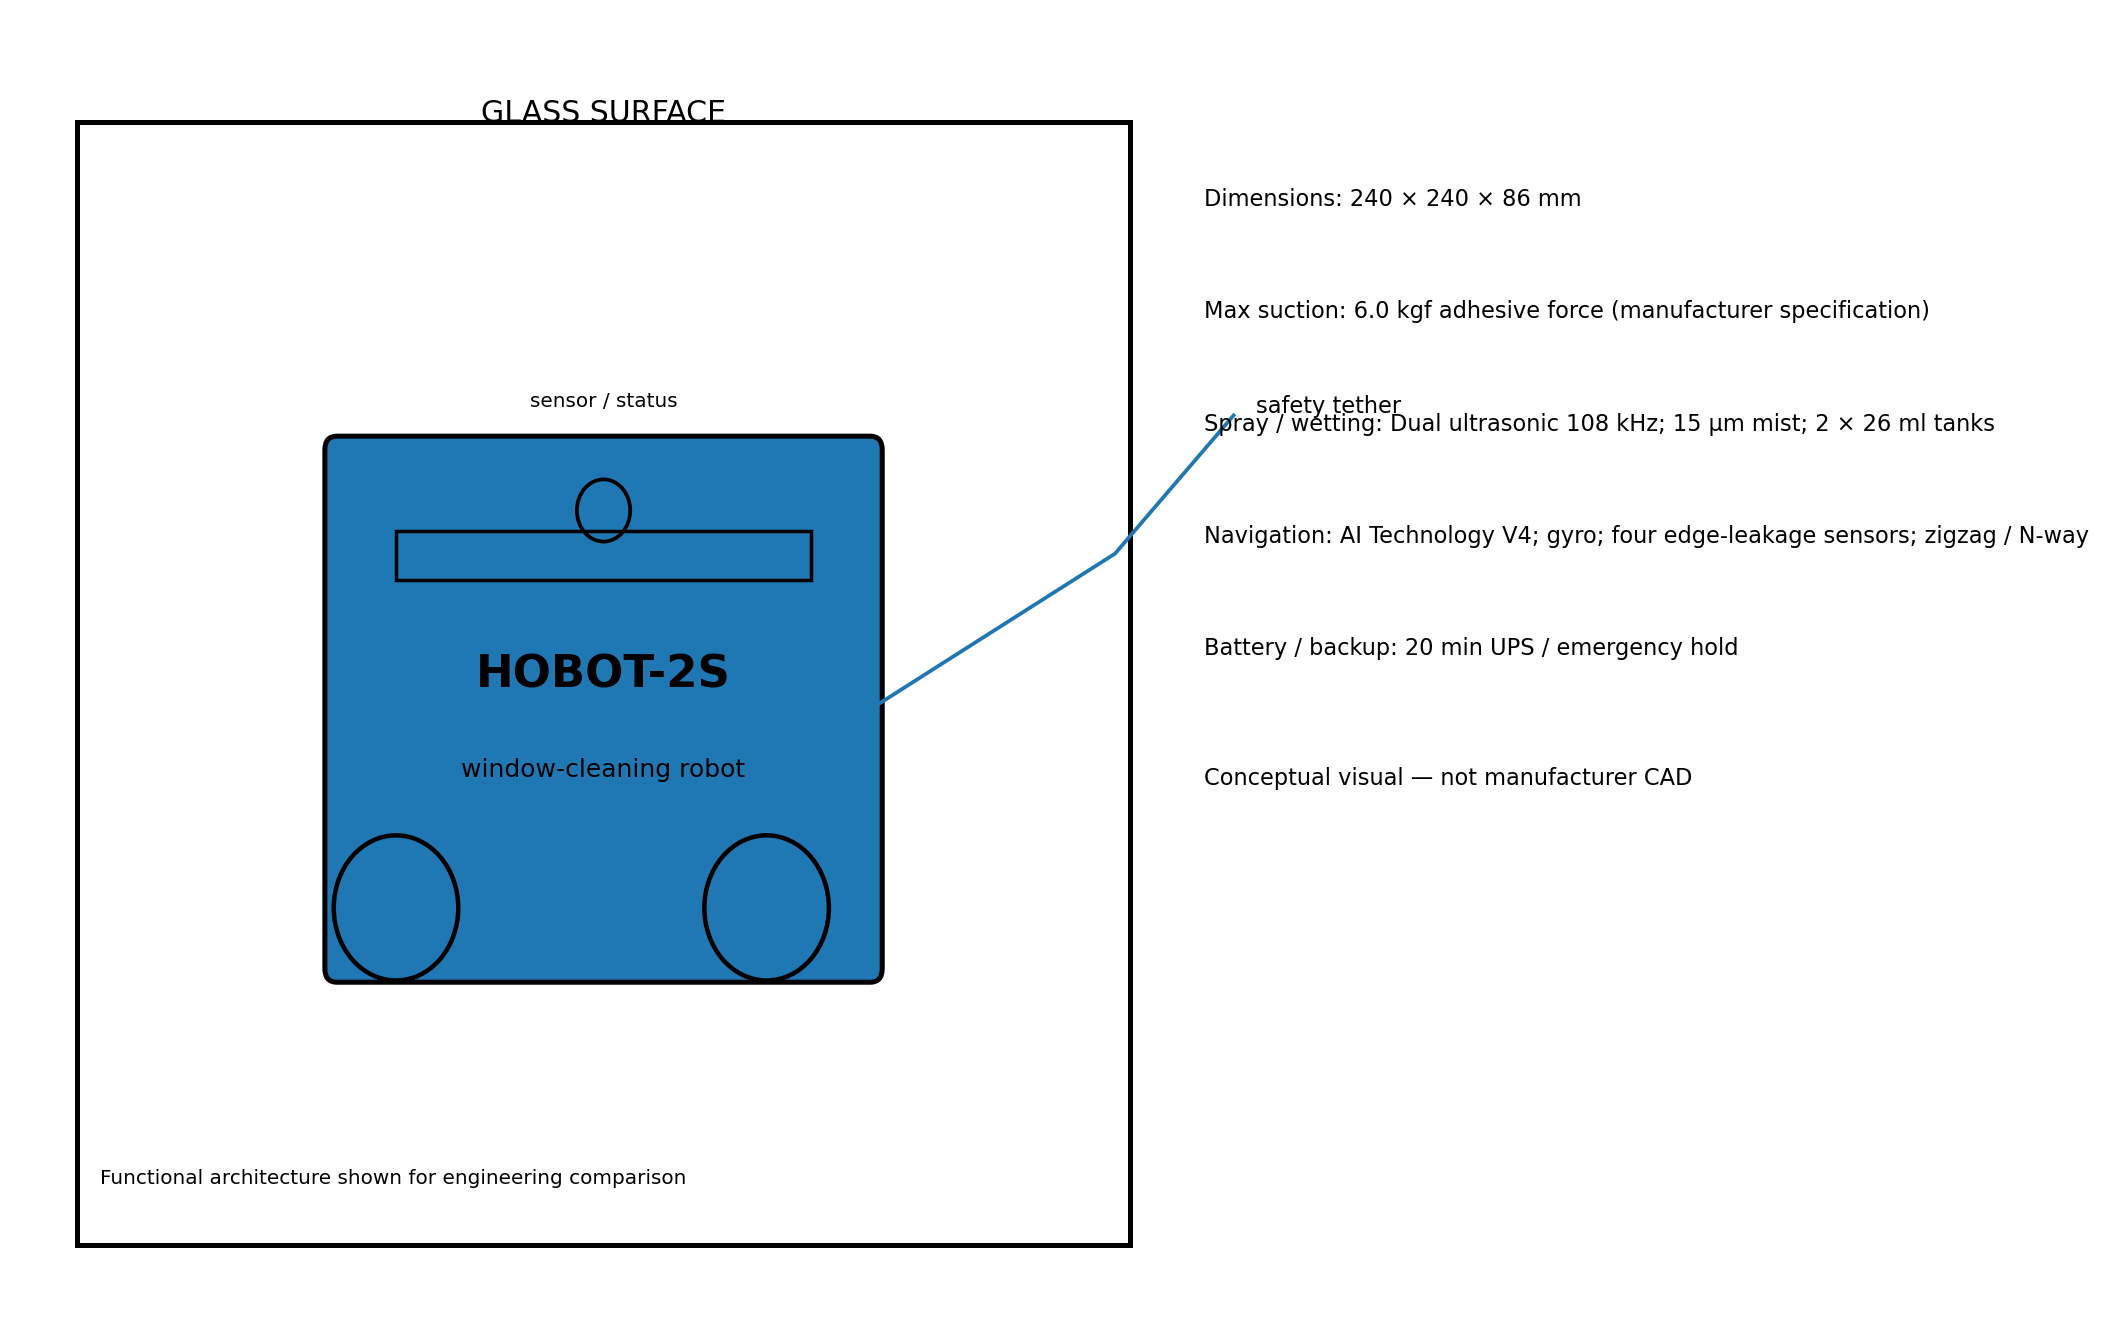 GLASS SURFACE
sensor / status
HOBOT-2S
window-cleaning robot
Functional architecture shown for engineering comparison
Dimensions: 240 × 240 × 86 mm
Max suction: 6.0 kgf adhesive force (manufacturer specification)
safety tether
Spray / wetting: Dual ultrasonic 108 kHz; 15 µm mist; 2 × 26 ml tanks
Navigation: AI Technology V4; gyro; four edge-leakage sensors; zigzag / N-way
Battery / backup: 20 min UPS / emergency hold
Conceptual visual — not manufacturer CAD